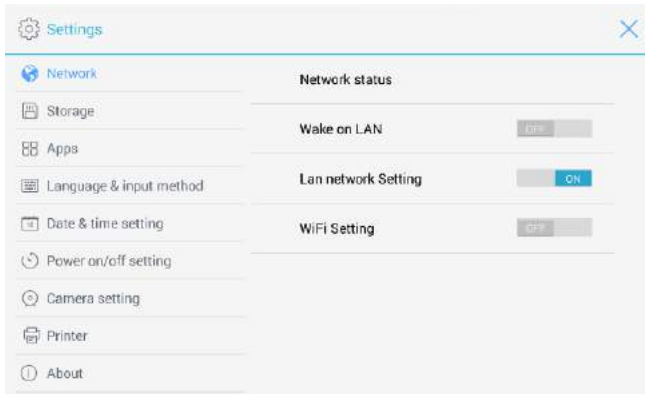 Settings
Network
Storage
Apps
Language & input method
Date & time setting
Power on/off setting
Camera setting
Printer
About
Network status
Wake on LAN OFF
Lan network Setting ON
WiFi Setting OFF